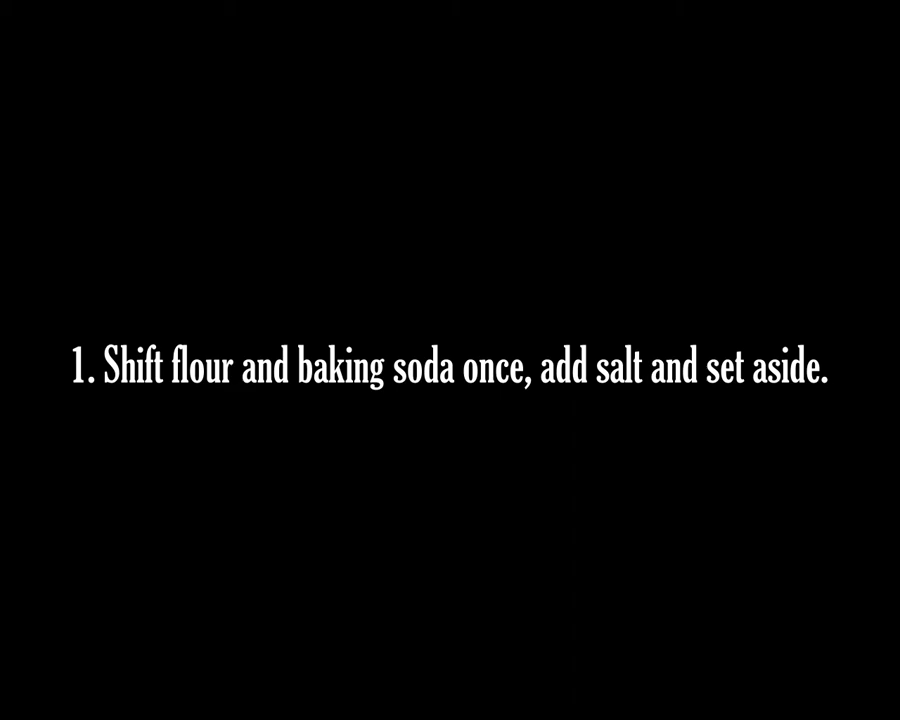 1. Shift flour and baking soda once, add salt and set aside.